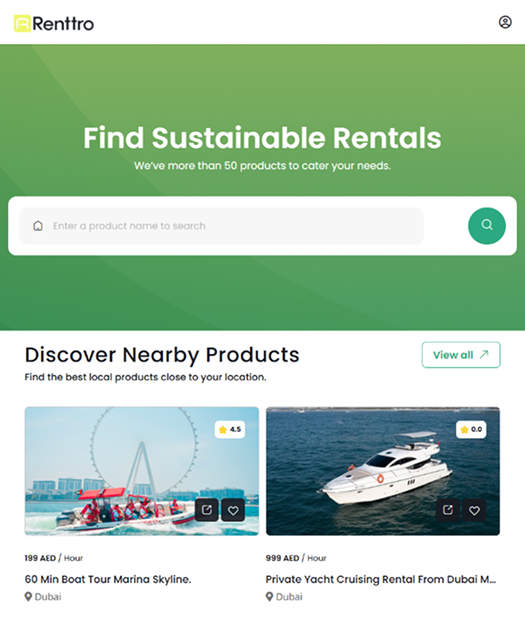 Renttro
Find Sustainable Rentals
We've more than 50 products to cater your needs.
Enter a product name to search
Discover Nearby Products
View all
Find the best local products close to your location.
4.5
0.0
199 AED / Hour
999 AED / Hour
60 Min Boat Tour Marina Skyline.
Private Yacht Cruising Rental From Dubai M...
Dubai
Dubai